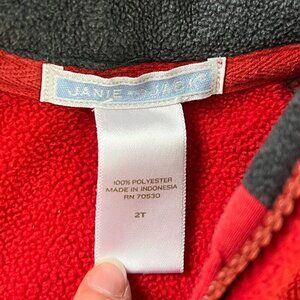 JANIE AND JACK
100% POLYESTER
MADE IN INDONESIA
RN 70530
2T